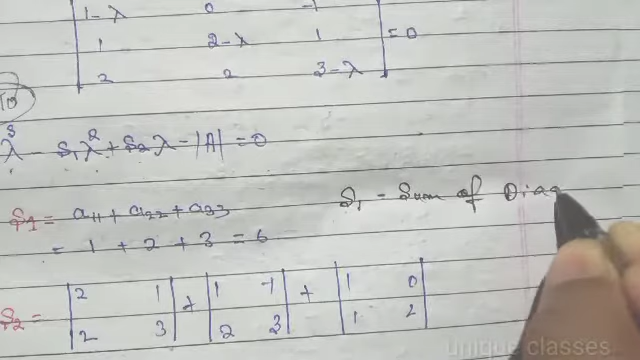 | 1-λ 0 -1 |
| 1 2-λ 1 | = 0
| 2 2 3-λ |
λ³ - S₁λ² + S₂λ - |A| = 0
S₁ = a₁₁ + a₂₂ + a₃₃
S₁ - Sum of Diag
= 1 + 2 + 3 = 6
S₂ = | 2 1 | + | 1 -1 | + | 1 0 |
| 2 3 | | 2 3 | | 1 2 |
unique classes